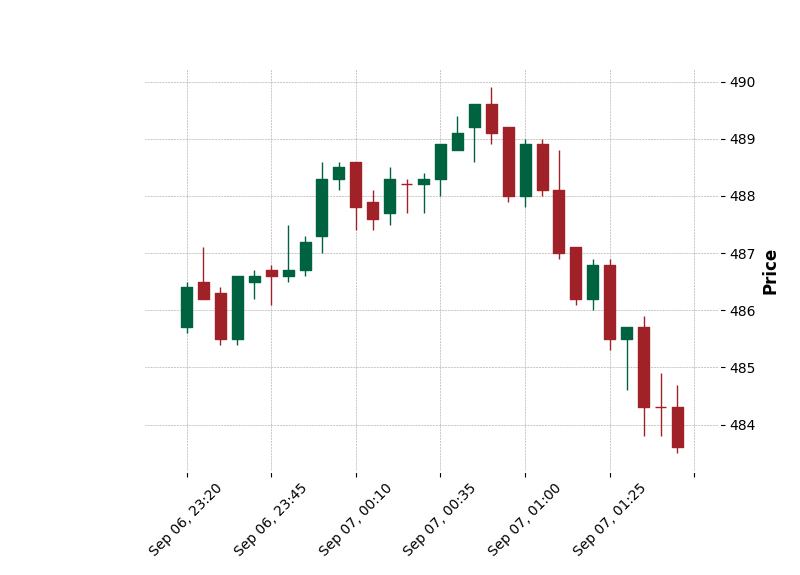 490
489
488
487
486
485
484
Price
Sep 06, 23:20
Sep 06, 23:45
Sep 07, 00:10
Sep 07, 00:35
Sep 07, 01:00
Sep 07, 01:25